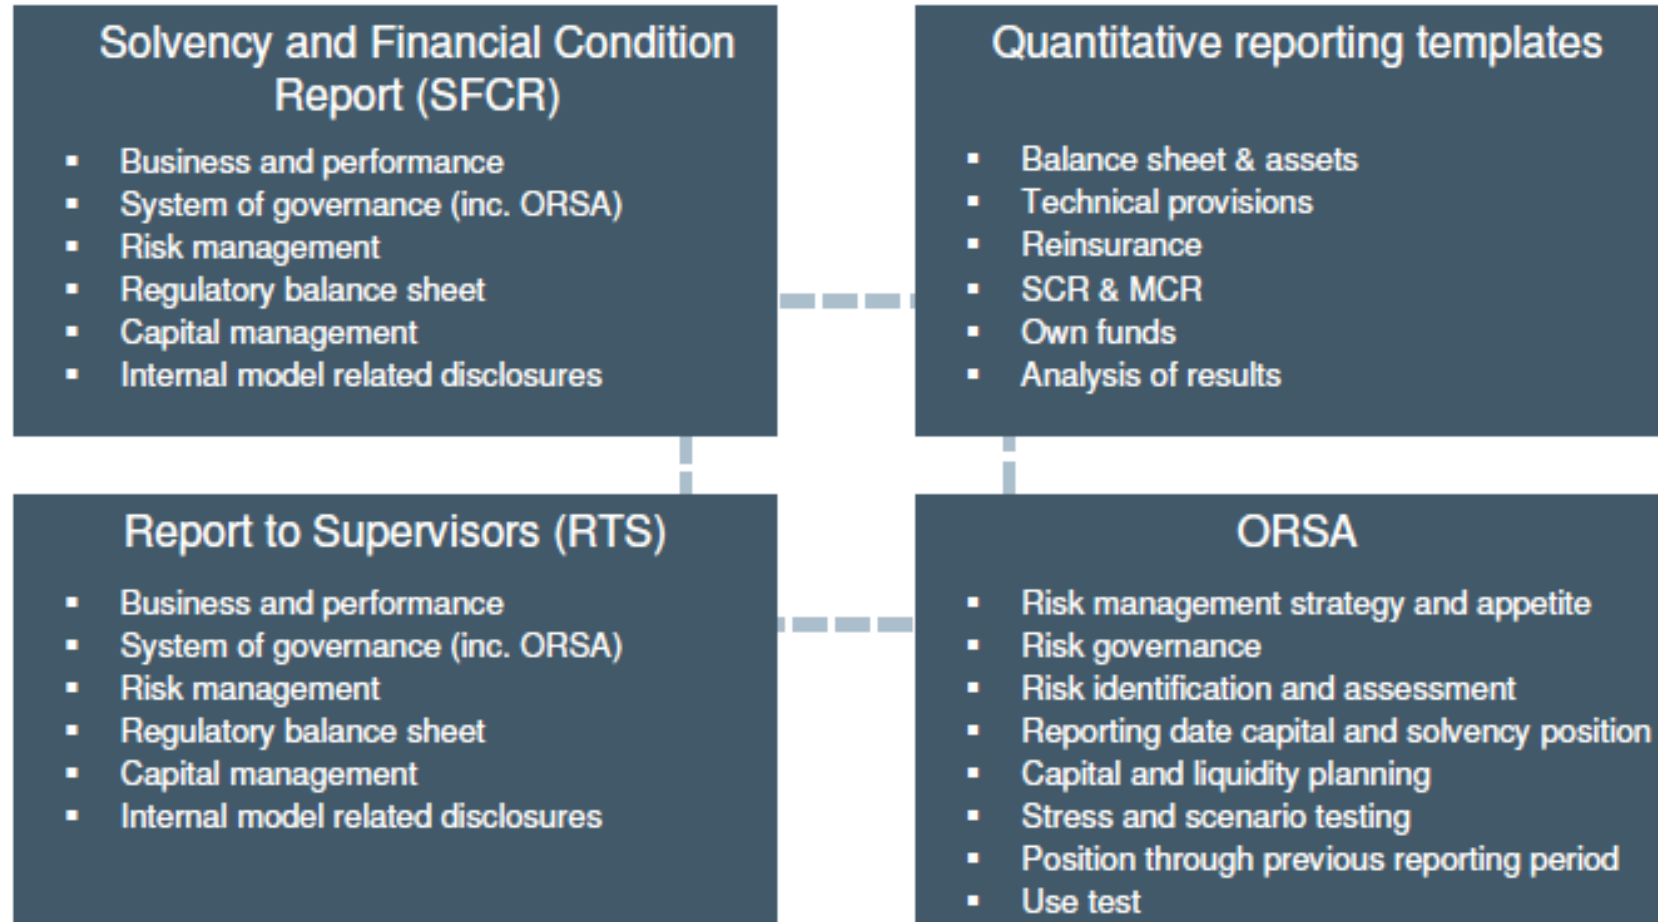 Solvency and Financial Condition
Report (SFCR)
▪ Business and performance
▪ System of governance (inc. ORSA)
▪ Risk management
▪ Regulatory balance sheet
▪ Capital management
▪ Internal model related disclosures
Quantitative reporting templates
▪ Balance sheet & assets
▪ Technical provisions
▪ Reinsurance
▪ SCR & MCR
▪ Own funds
▪ Analysis of results
Report to Supervisors (RTS)
▪ Business and performance
▪ System of governance (inc. ORSA)
▪ Risk management
▪ Regulatory balance sheet
▪ Capital management
▪ Internal model related disclosures
ORSA
▪ Risk management strategy and appetite
▪ Risk governance
▪ Risk identification and assessment
▪ Reporting date capital and solvency position
▪ Capital and liquidity planning
▪ Stress and scenario testing
▪ Position through previous reporting period
▪ Use test